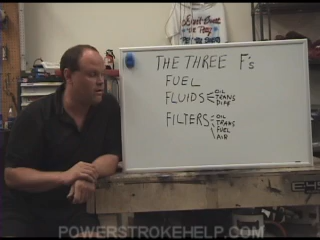 THE THREE F's
FUEL
FLUIDS
OIL
TRANS
DIFF
FILTERS
OIL
TRANS
FUEL
AIR
POWERSTROKEHELP.COM